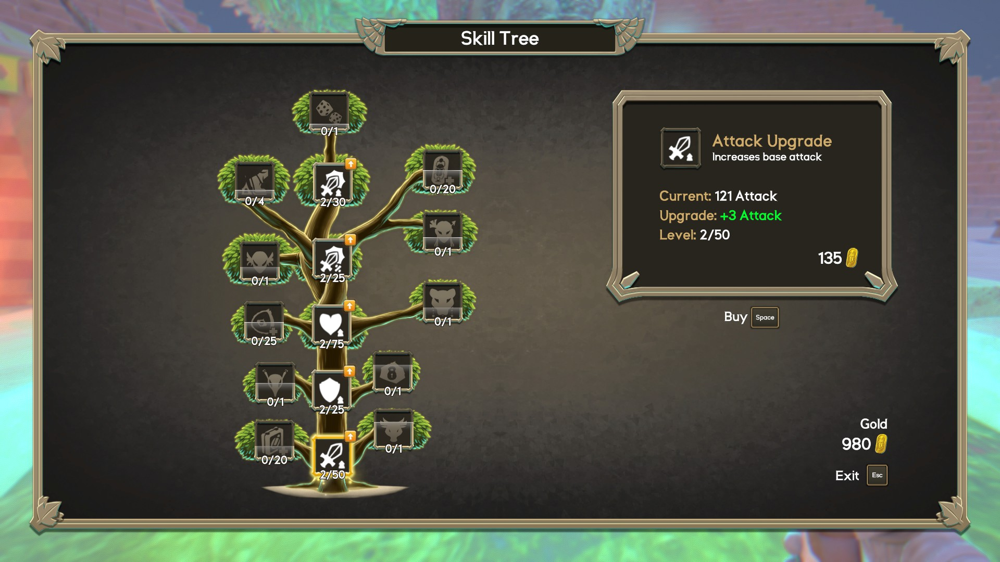 Skill Tree
0/1
0/4
2/30
0/20
0/1
2/25
0/1
0/25
2/75
0/1
0/1
2/25
0/1
0/20
2/50
0/1
Attack Upgrade
Increases base attack
Current: 121 Attack
Upgrade: +3 Attack
Level: 2/50
135
Buy Space
Gold
980
Exit Esc